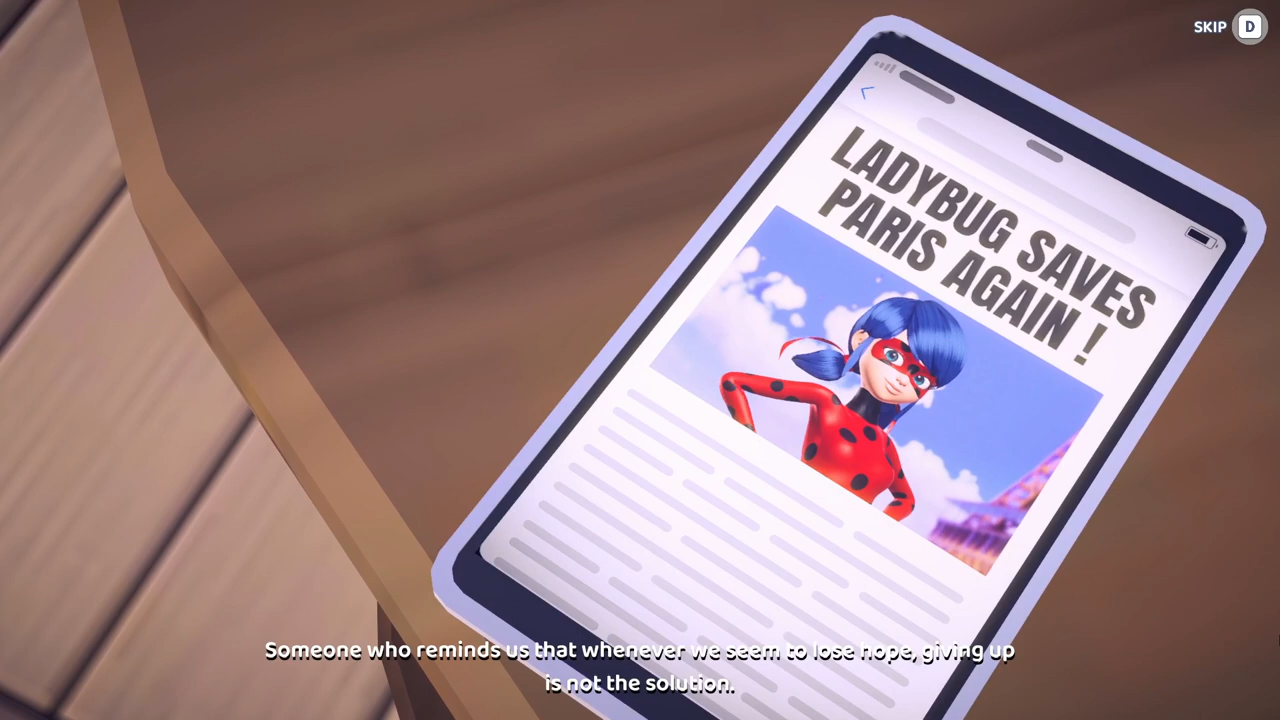 SKIP D
LADYBUG SAVES
PARIS AGAIN !
Someone who reminds us that whenever we seem to lose hope, giving up
is not the solution.